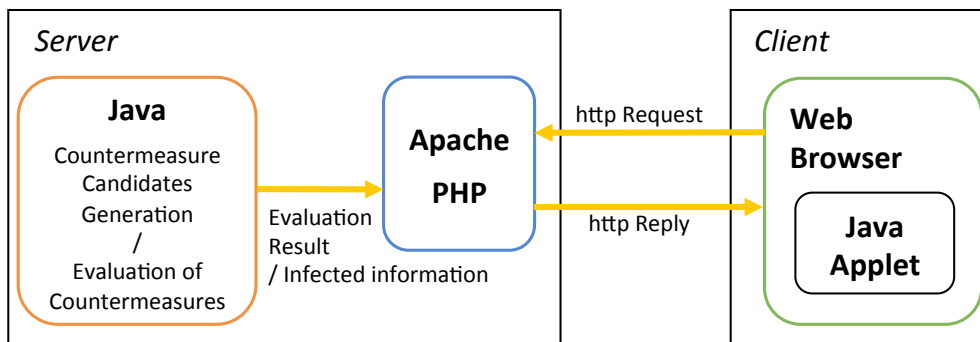 Server
Java
Countermeasure
Candidates
Generation
/
Evaluation of
Countermeasures
Evaluation
Result
/ Infected information
Apache
PHP
http Request
http Reply
Client
Web
Browser
Java
Applet